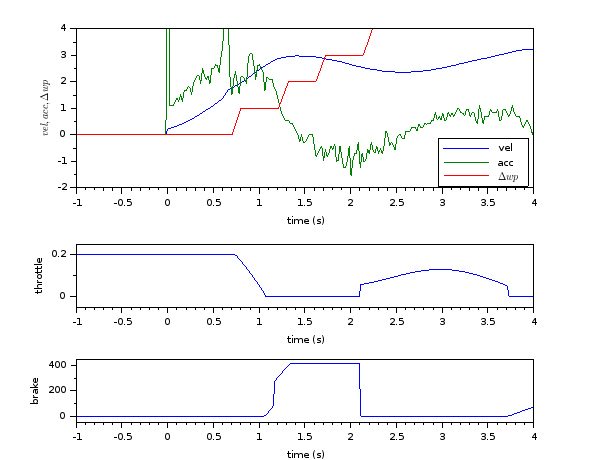 vel, acc, Δwp
4
3
2
1
0
-1
-2
-1 -0.5 0 0.5 1 1.5 2 2.5 3 3.5 4
time (s)
vel
acc
Δwp
throttle
0.2
0
-1 -0.5 0 0.5 1 1.5 2 2.5 3 3.5 4
time (s)
brake
400
200
0
-1 -0.5 0 0.5 1 1.5 2 2.5 3 3.5 4
time (s)